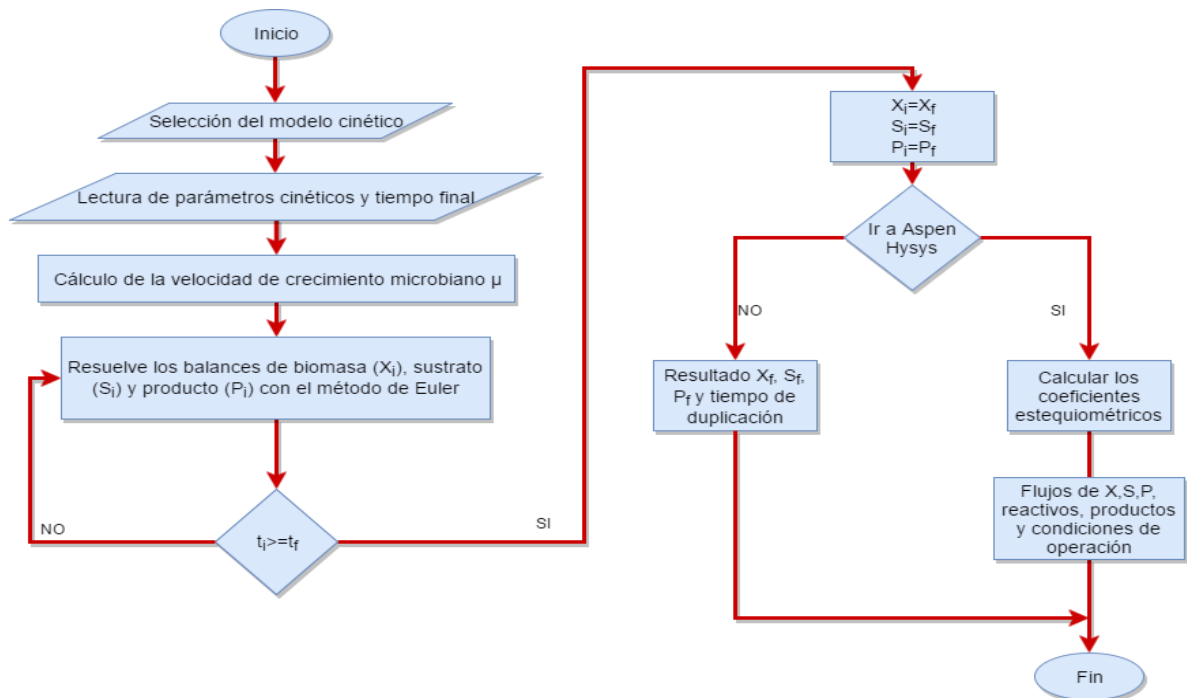 Inicio
Selección del modelo cinético
Lectura de parámetros cinéticos y tiempo final
Cálculo de la velocidad de crecimiento microbiano μ
Resuelve los balances de biomasa (Xi), sustrato
(Si) y producto (Pi) con el método de Euler
NO
ti>=tf
SI
Xi=Xf
Si=Sf
Pi=Pf
Ir a Aspen
Hysys
NO
SI
Resultado Xf, Sf,
Pf y tiempo de
duplicación
Calcular los
coeficientes
estequiométricos
Flujos de X,S,P,
reactivos, productos
y condiciones de
operación
Fin